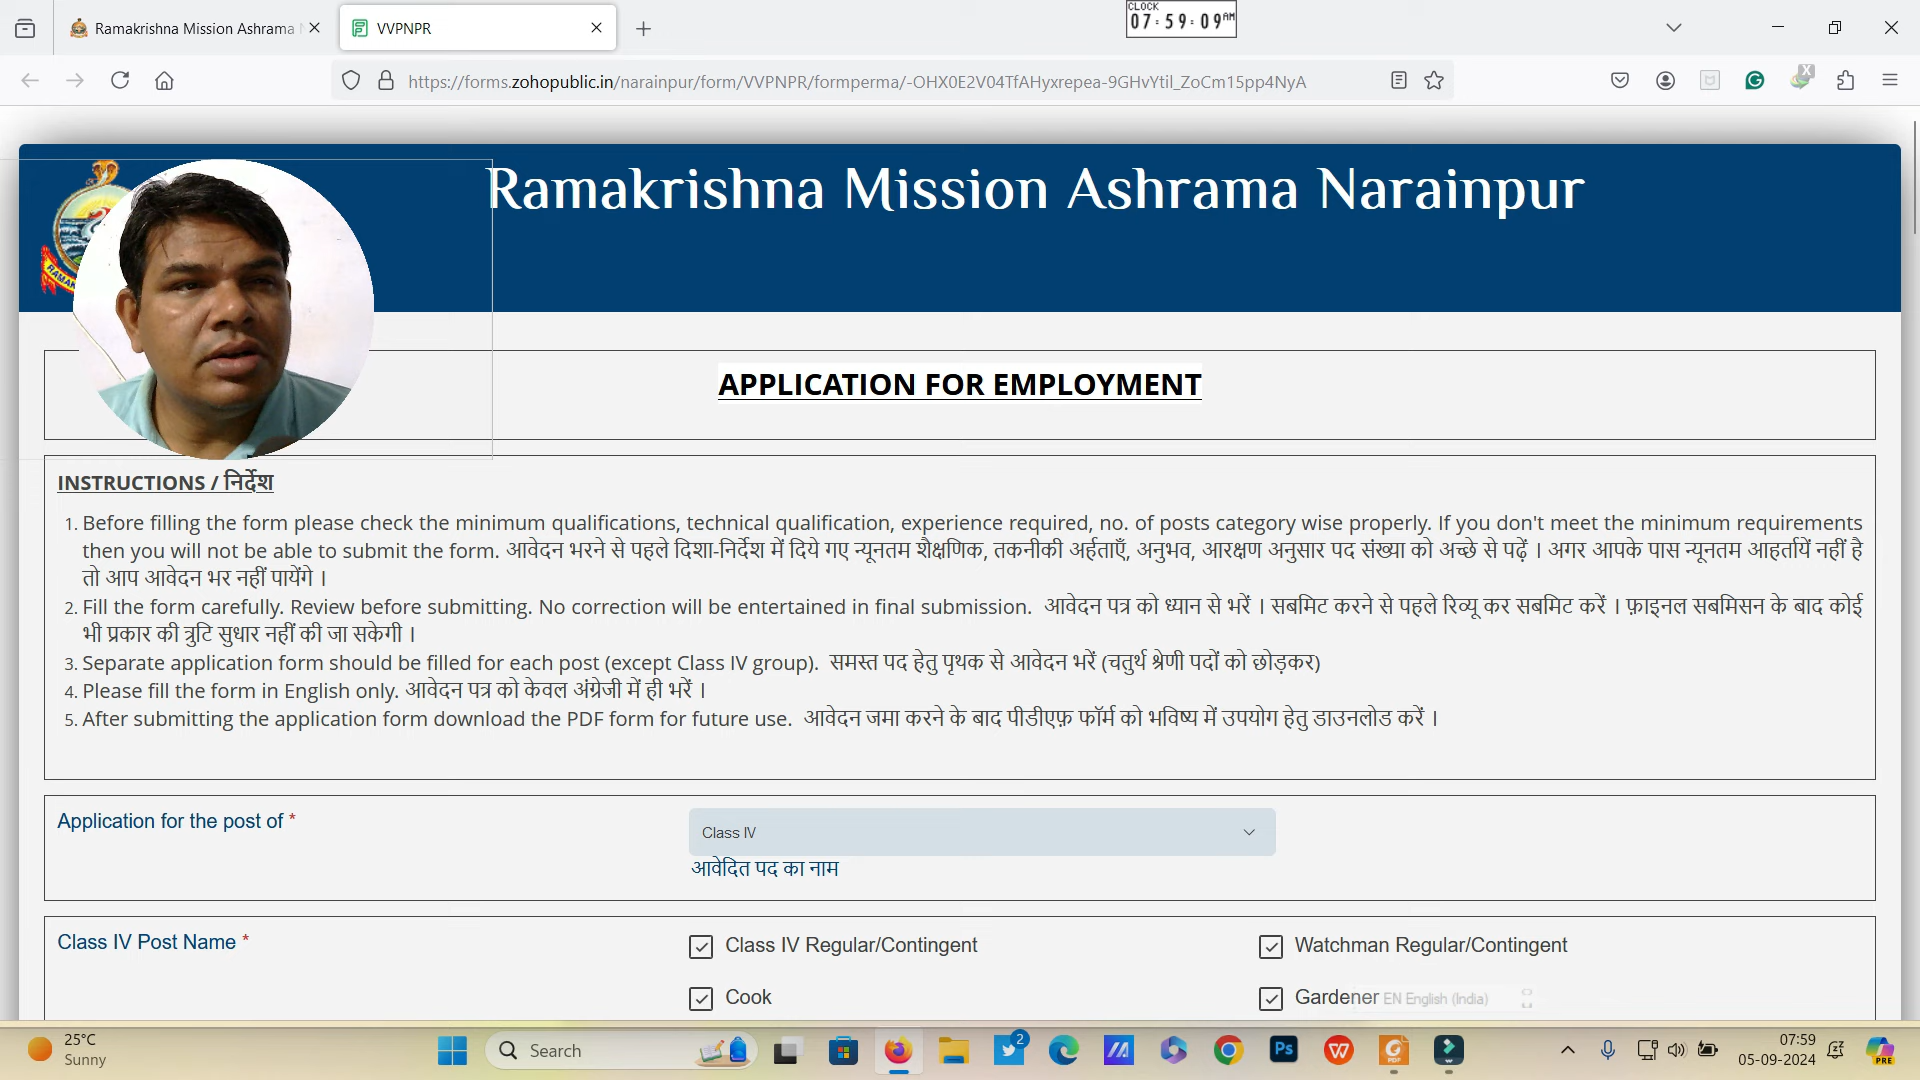 Ramakrishna Mission Ashrama
VVPNPR
CLOCK
07:59:09 AM
https://forms.zohopublic.in/narainpur/form/VVPNPR/formperma/-OHX0E2V04TfAHyxrepea-9GHvYtil_ZoCm15pp4NyA
Ramakrishna Mission Ashrama Narainpur
APPLICATION FOR EMPLOYMENT
INSTRUCTIONS / निर्देश
1. Before filling the form please check the minimum qualifications, technical qualification, experience required, no. of posts category wise properly. If you don't meet the minimum requirements
then you will not be able to submit the form. आवेदन भरने से पहले दिशा-निर्देश में दिये गए न्यूनतम शैक्षणिक, तकनीकी अर्हताएँ, अनुभव, आरक्षण अनुसार पद संख्या को अच्छे से पढ़ें । अगर आपके पास न्यूनतम आहर्तायें नहीं है
तो आप आवेदन भर नहीं पायेंगे ।
2. Fill the form carefully. Review before submitting. No correction will be entertained in final submission. आवेदन पत्र को ध्यान से भरें । सबमिट करने से पहले रिव्यू कर सबमिट करें । फ़ाइनल सबमिसन के बाद कोई
भी प्रकार की त्रुटि सुधार नहीं की जा सकेगी ।
3. Separate application form should be filled for each post (except Class IV group). समस्त पद हेतु पृथक से आवेदन भरें (चतुर्थ श्रेणी पदों को छोड़कर)
4. Please fill the form in English only. आवेदन पत्र को केवल अंग्रेजी में ही भरें ।
5. After submitting the application form download the PDF form for future use. आवेदन जमा करने के बाद पीडीएफ़ फॉर्म को भविष्य में उपयोग हेतु डाउनलोड करें ।
Application for the post of *
Class IV
आवेदित पद का नाम
Class IV Post Name *
Class IV Regular/Contingent
Watchman Regular/Contingent
Cook
Gardener
EN English (India)
25°C
Sunny
Search
2
Ps
07:59
05-09-2024
PRE